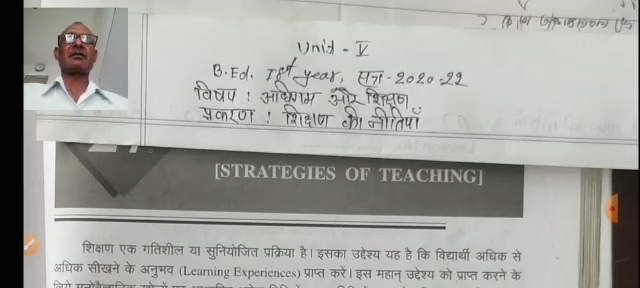 Unit - V
B.Ed. Ist year, सत्र - 2020-22
विषय : अधिगम और शिक्षण
प्रकरण : शिक्षण की नीतियाँ
[STRATEGIES OF TEACHING]
शिक्षण एक गतिशील या सुनियोजित प्रक्रिया है। इसका उद्देश्य यह है कि विद्यार्थी अधिक से
अधिक सीखने के अनुभव (Learning Experiences) प्राप्त करें। इस महान् उद्देश्य को प्राप्त करने के
लिये मनोवैज्ञानिक